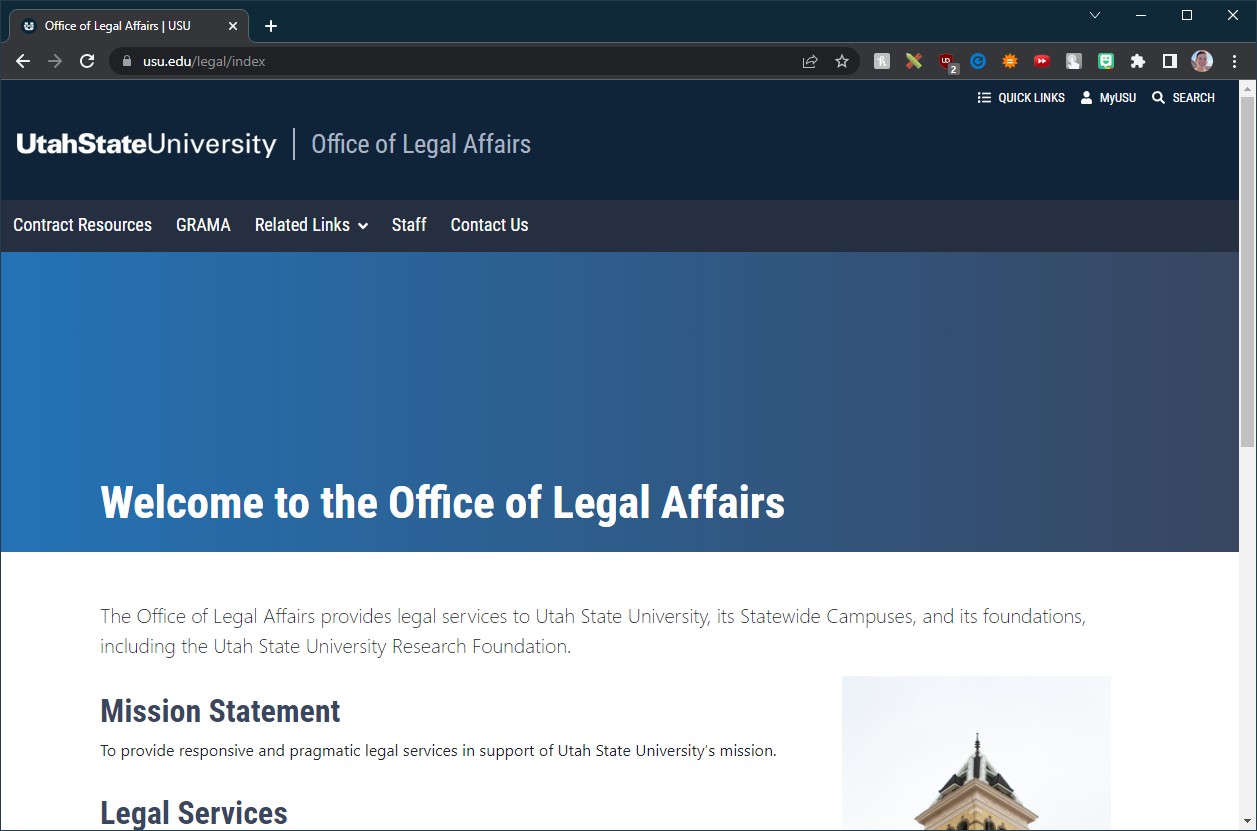 Office of Legal Affairs | USU
usu.edu/legal/index
2
QUICK LINKS MyUSU SEARCH
UtahStateUniversity | Office of Legal Affairs
Contract Resources GRAMA Related Links Staff Contact Us
Welcome to the Office of Legal Affairs
The Office of Legal Affairs provides legal services to Utah State University, its Statewide Campuses, and its foundations,
including the Utah State University Research Foundation.
Mission Statement
To provide responsive and pragmatic legal services in support of Utah State University's mission.
Legal Services